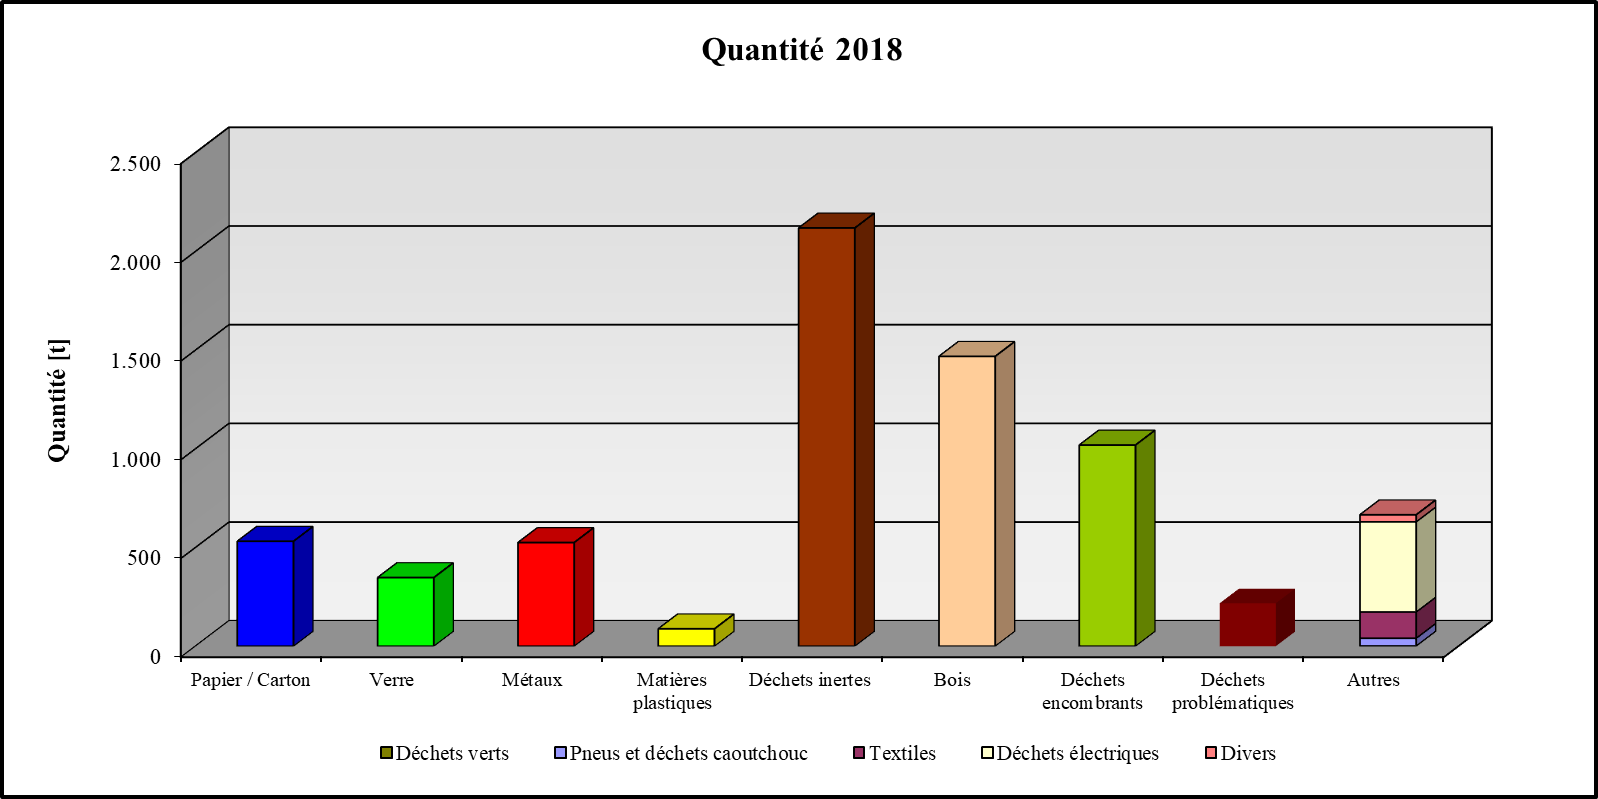 Quantité 2018
Quantité [t]
2.500
2.000
1.500
1.000
500
0
Papier / Carton
Verre
Métaux
Matières
plastiques
Déchets inertes
Bois
Déchets
encombrants
Déchets
problématiques
Autres
Déchets verts
Pneus et déchets caoutchouc
Textiles
Déchets électriques
Divers